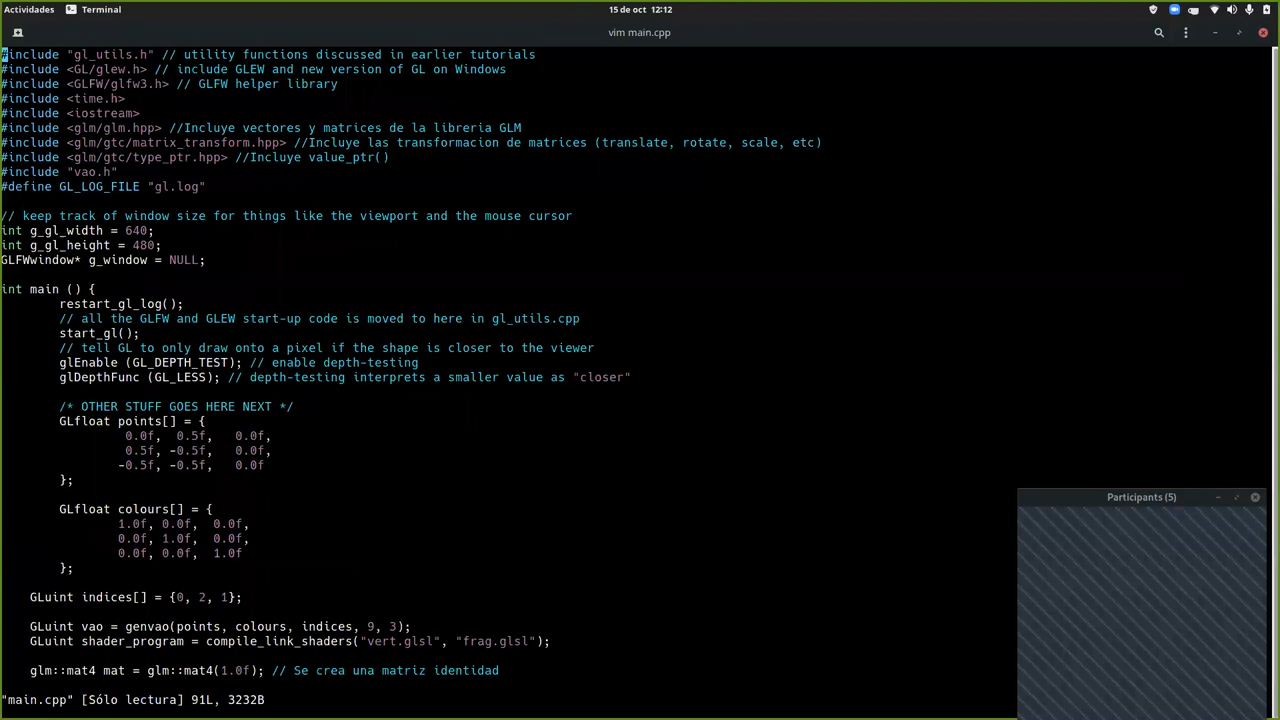 Actividades Terminal 15 de oct 12:12
vim main.cpp
#include "gl_utils.h" // utility functions discussed in earlier tutorials
#include <GL/glew.h> // include GLEW and new version of GL on Windows
#include <GLFW/glfw3.h> // GLFW helper library
#include <time.h>
#include <iostream>
#include <glm/glm.hpp> //Incluye vectores y matrices de la libreria GLM
#include <glm/gtc/matrix_transform.hpp> //Incluye las transformacion de matrices (translate, rotate, scale, etc)
#include <glm/gtc/type_ptr.hpp> //Incluye value_ptr()
#include "vao.h"
#define GL_LOG_FILE "gl.log"
// keep track of window size for things like the viewport and the mouse cursor
int g_gl_width = 640;
int g_gl_height = 480;
GLFWwindow* g_window = NULL;
int main () {
restart_gl_log();
// all the GLFW and GLEW start-up code is moved to here in gl_utils.cpp
start_gl();
// tell GL to only draw onto a pixel if the shape is closer to the viewer
glEnable (GL_DEPTH_TEST); // enable depth-testing
glDepthFunc (GL_LESS); // depth-testing interprets a smaller value as "closer"
/* OTHER STUFF GOES HERE NEXT */
GLfloat points[] = {
0.0f, 0.5f, 0.0f,
0.5f, -0.5f, 0.0f,
-0.5f, -0.5f, 0.0f
};
GLfloat colours[] = {
1.0f, 0.0f, 0.0f,
0.0f, 1.0f, 0.0f,
0.0f, 0.0f, 1.0f
};
GLuint indices[] = {0, 2, 1};
GLuint vao = genvao(points, colours, indices, 9, 3);
GLuint shader_program = compile_link_shaders("vert.glsl", "frag.glsl");
glm::mat4 mat = glm::mat4(1.0f); // Se crea una matriz identidad
"main.cpp" [Sólo lectura] 91L, 3232B
Participants (5)